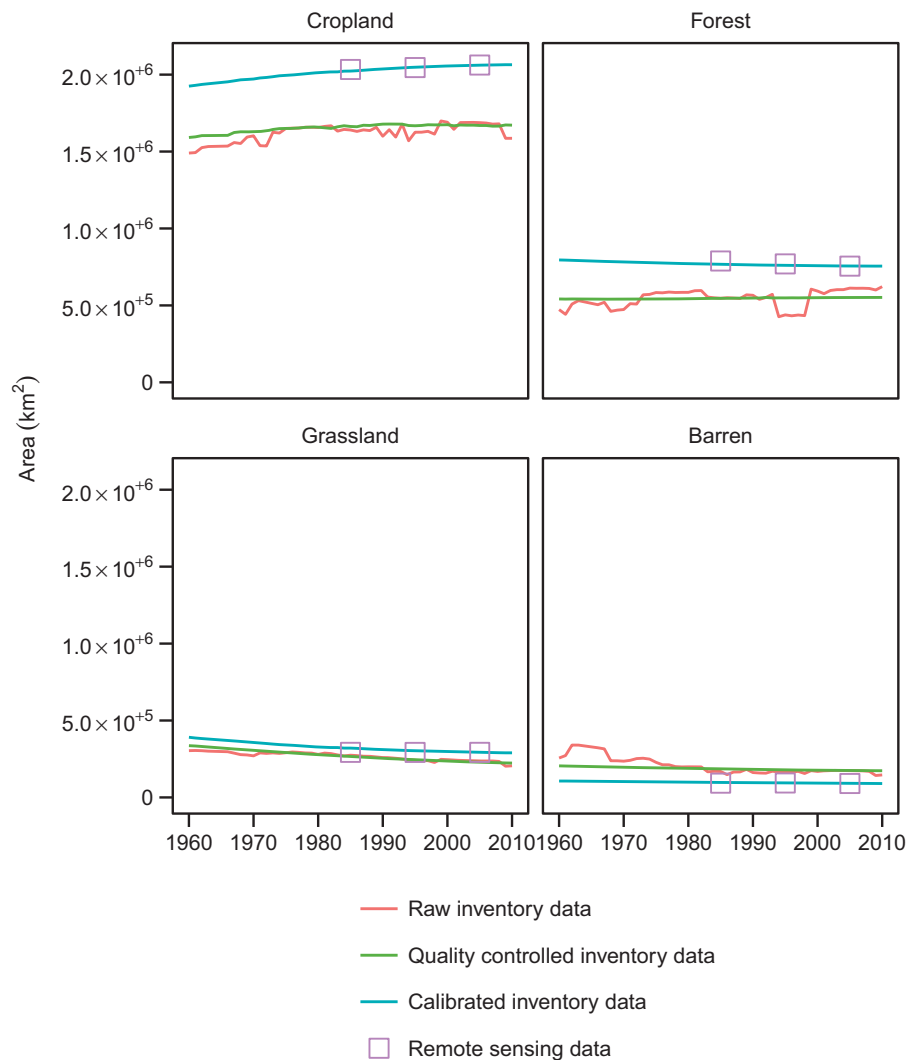 Cropland
Forest
2.0 × 10⁺⁶
1.5 × 10⁺⁶
1.0 × 10⁺⁶
5.0 × 10⁺⁵
0
Area (km²)
Grassland
Barren
2.0 × 10⁺⁶
1.5 × 10⁺⁶
1.0 × 10⁺⁶
5.0 × 10⁺⁵
0
1960 1970 1980 1990 2000 2010
1960 1970 1980 1990 2000 2010
Raw inventory data
Quality controlled inventory data
Calibrated inventory data
Remote sensing data